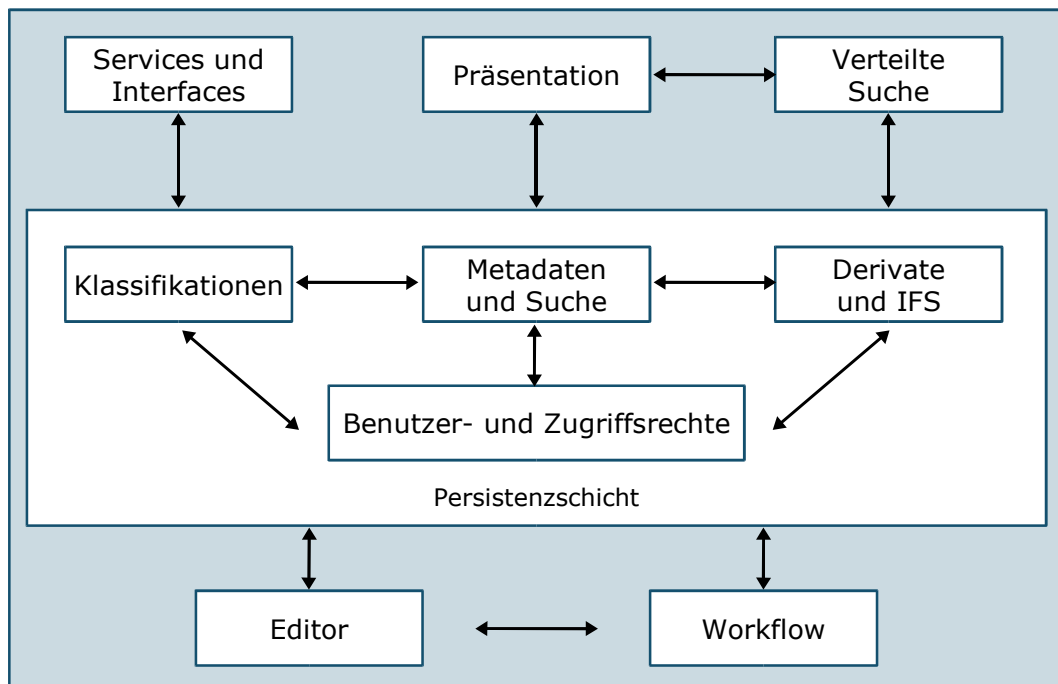 Services und
Interfaces
Präsentation
Verteilte
Suche
Klassifikationen
Metadaten
und Suche
Derivate
und IFS
Benutzer- und Zugriffsrechte
Persistenzschicht
Editor
Workflow